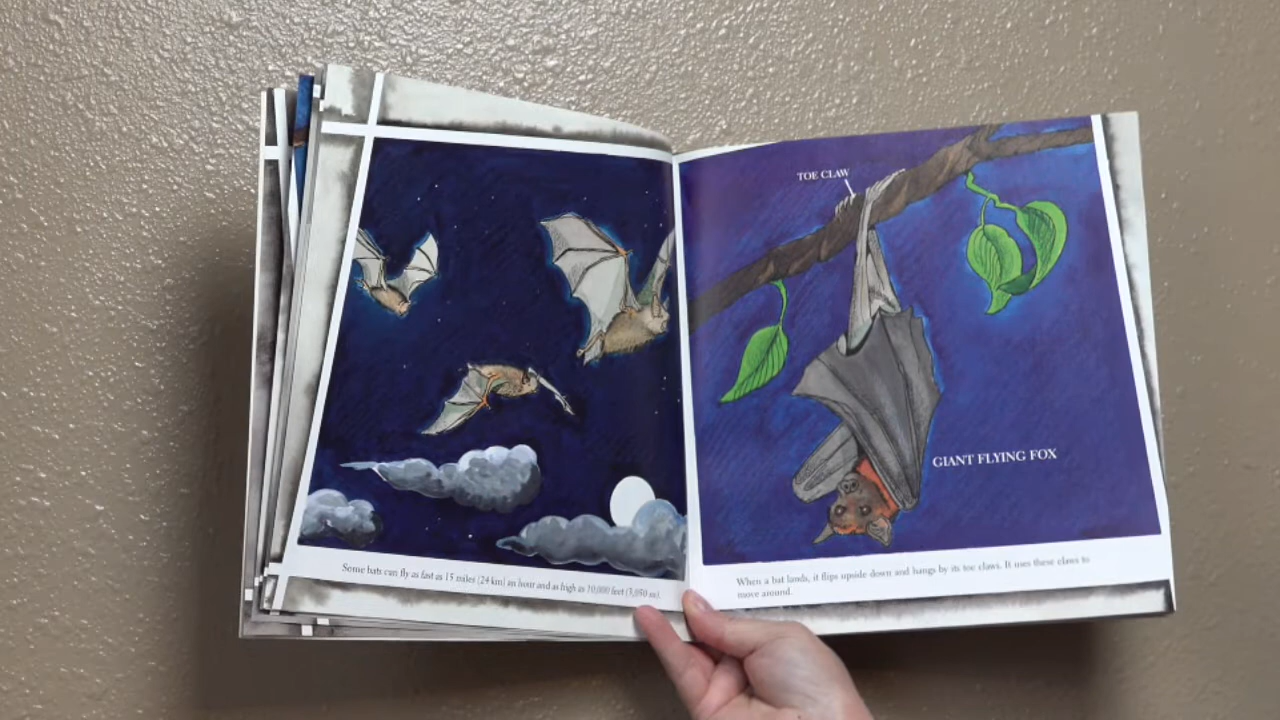 Some bats can fly as fast as 15 miles (24 km) an hour and as high as 10,000 feet (3,050 m).
TOE CLAW
GIANT FLYING FOX
When a bat lands, it flips upside down and hangs by its toe claws. It uses these claws to
move around.